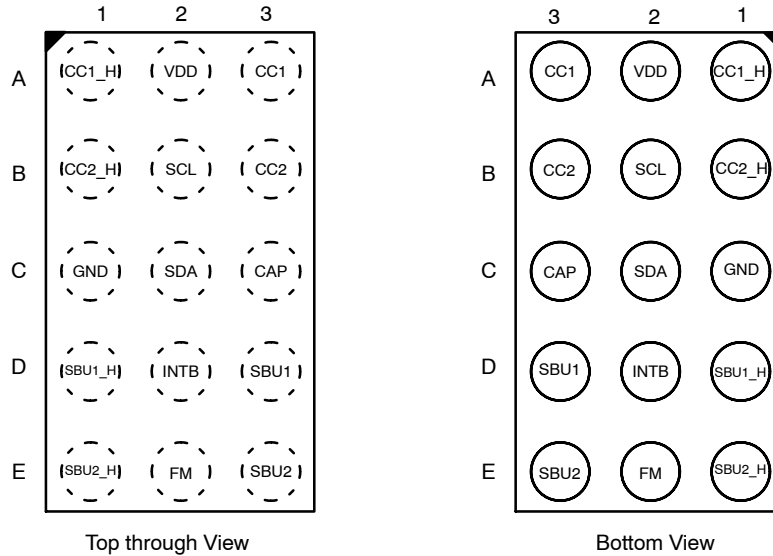 1 2 3
A CC1_H VDD CC1
B CC2_H SCL CC2
C GND SDA CAP
D SBU1_H INTB SBU1
E SBU2_H FM SBU2
Top through View
3 2 1
A CC1 VDD CC1_H
B CC2 SCL CC2_H
C CAP SDA GND
D SBU1 INTB SBU1_H
E SBU2 FM SBU2_H
Bottom View